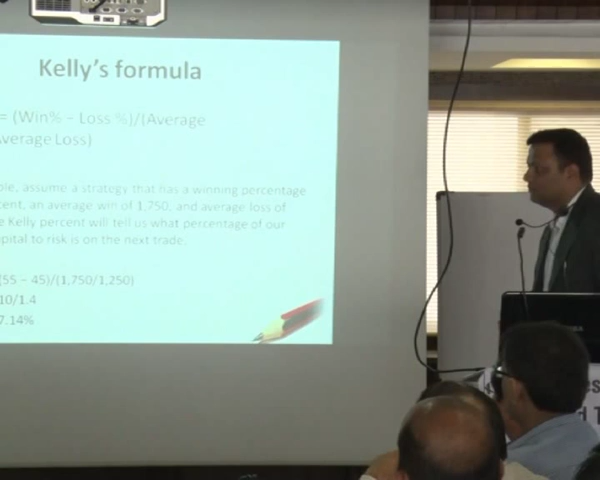 Kelly's formula
= (Win% – Loss %)/(Average
Average Loss)
assume a strategy that has a winning percentage
an average win of 1,750, and average loss of
Kelly percent will tell us what percentage of our
to risk is on the next trade.
(55 – 45)/(1,750/1,250)
10/1.4
7.14%